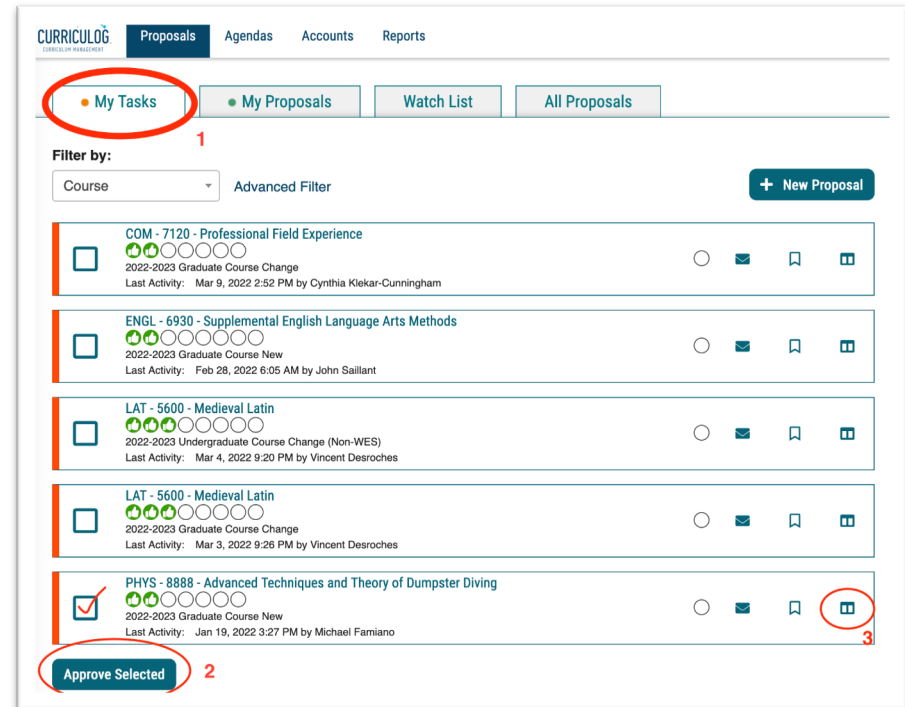 CURRICULOG
CURRICULUM MANAGEMENT
Proposals Agendas Accounts Reports
My Tasks My Proposals Watch List All Proposals
1
Filter by:
Course Advanced Filter + New Proposal
COM - 7120 - Professional Field Experience
2022-2023 Graduate Course Change
Last Activity: Mar 9, 2022 2:52 PM by Cynthia Klekar-Cunningham
ENGL - 6930 - Supplemental English Language Arts Methods
2022-2023 Graduate Course New
Last Activity: Feb 28, 2022 6:05 AM by John Saillant
LAT - 5600 - Medieval Latin
2022-2023 Undergraduate Course Change (Non-WES)
Last Activity: Mar 4, 2022 9:20 PM by Vincent Desroches
LAT - 5600 - Medieval Latin
2022-2023 Graduate Course Change
Last Activity: Mar 3, 2022 9:26 PM by Vincent Desroches
PHYS - 8888 - Advanced Techniques and Theory of Dumpster Diving
2022-2023 Graduate Course New
Last Activity: Jan 19, 2022 3:27 PM by Michael Famiano
3
Approve Selected 2